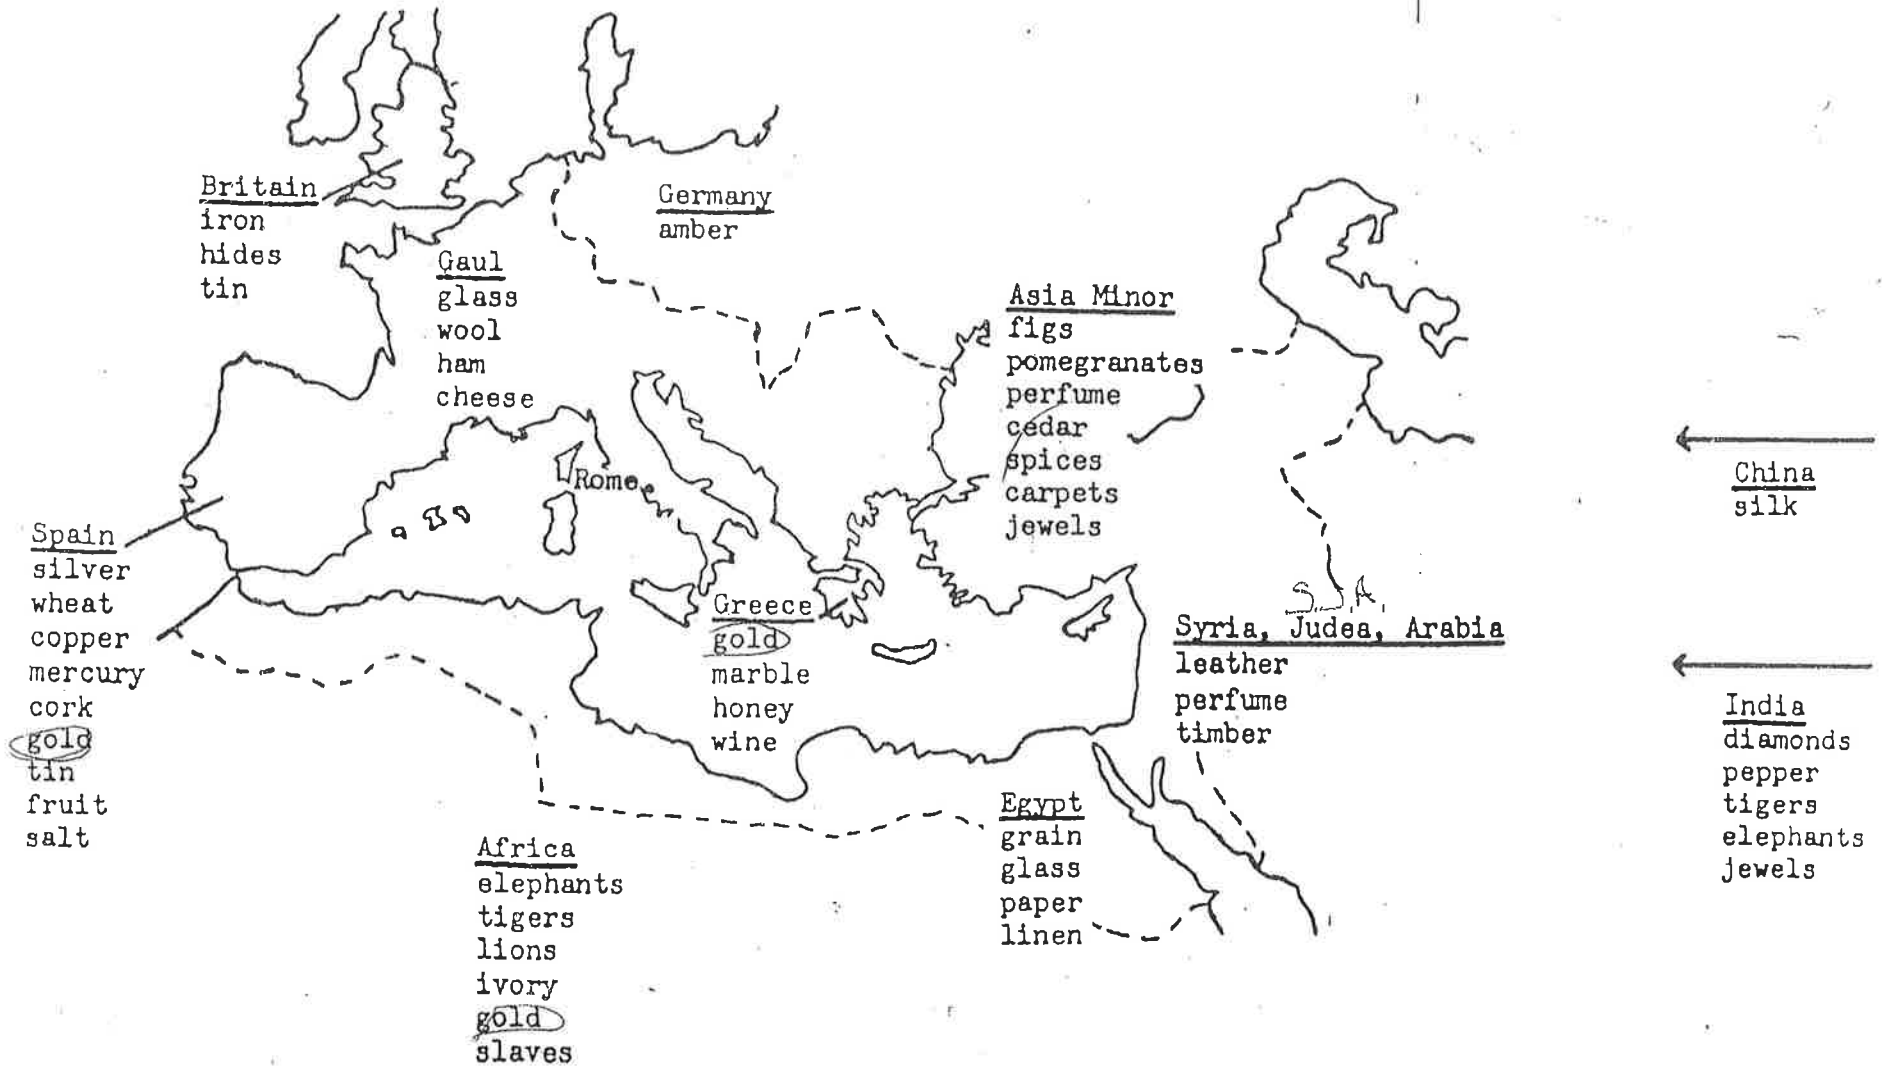 Britain
iron
hides
tin
Germany
amber
Gaul
glass
wool
ham
cheese
Asia Minor
figs
pomegranates
perfume
cedar
spices
carpets
jewels
China
silk
Rome
Spain
silver
wheat
copper
mercury
cork
gold
tin
fruit
salt
Greece
gold
marble
honey
wine
S.J.A.
Syria, Judea, Arabia
leather
perfume
timber
India
diamonds
pepper
tigers
elephants
jewels
Egypt
grain
glass
paper
linen
Africa
elephants
tigers
lions
ivory
gold
slaves